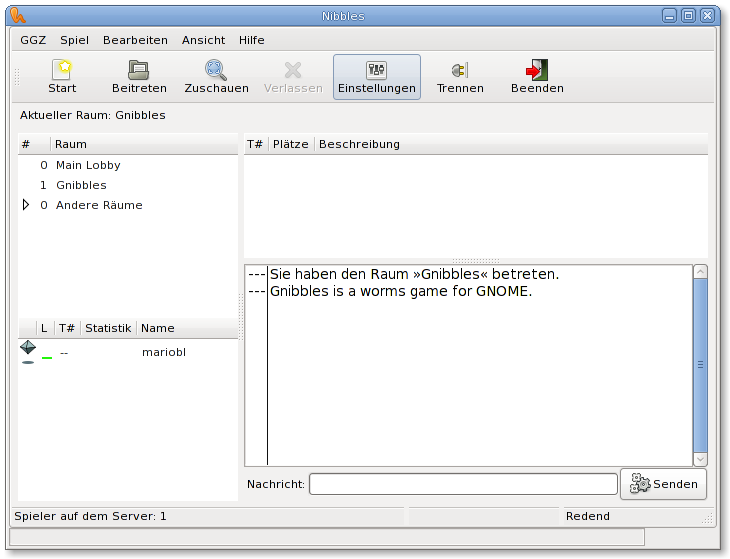 Nibbles
GGZ Spiel Bearbeiten Ansicht Hilfe
Start Beitreten Zuschauen Verlassen Einstellungen Trennen Beenden
Aktueller Raum: Gnibbles
# Raum
0 Main Lobby
1 Gnibbles
0 Andere Räume
T# Plätze Beschreibung
--- Sie haben den Raum »Gnibbles« betreten.
--- Gnibbles is a worms game for GNOME.
L T# Statistik Name
-- mariobl
Nachricht: Senden
Spieler auf dem Server: 1 Redend